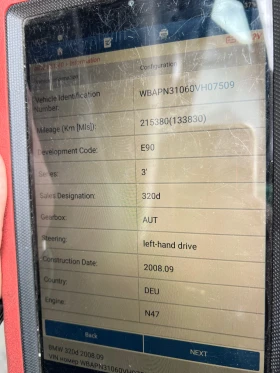 Configuration
Vehicle Identification Number: WBAPN31060VH07509
Mileage (Km [Mls]): 215380(133830)
Development Code: E90
Series: 3'
Sales Designation: 320d
Gearbox: AUT
Steering: left-hand drive
Construction Date: 2008.09
Country: DEU
Engine: N47
Back NEXT
BMW 320d 2008.09